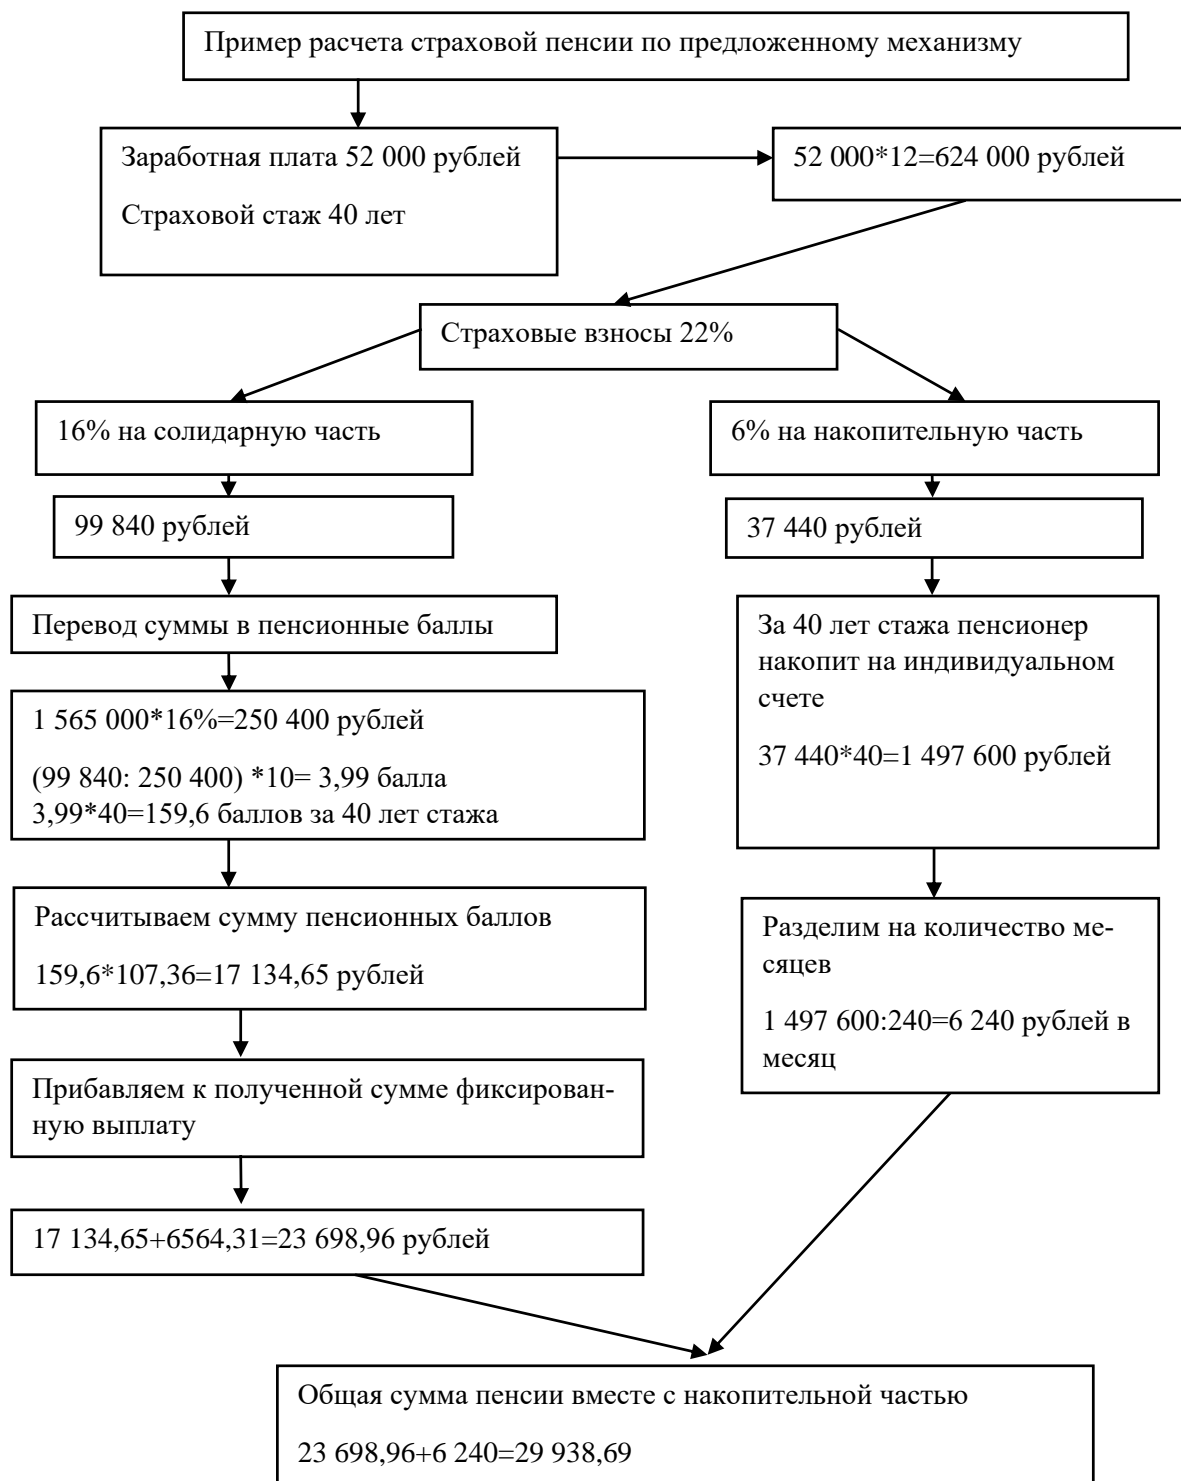 Пример расчета страховой пенсии по предложенному механизму
Заработная плата 52 000 рублей
Страховой стаж 40 лет
52 000*12=624 000 рублей
Страховые взносы 22%
16% на солидарную часть
6% на накопительную часть
99 840 рублей
37 440 рублей
Перевод суммы в пенсионные баллы
За 40 лет стажа пенсионер
накопит на индивидуальном
счете
37 440*40=1 497 600 рублей
1 565 000*16%=250 400 рублей
(99 840: 250 400) *10= 3,99 балла
3,99*40=159,6 баллов за 40 лет стажа
Рассчитываем сумму пенсионных баллов
159,6*107,36=17 134,65 рублей
Разделим на количество ме-
сяцев
1 497 600:240=6 240 рублей в
месяц
Прибавляем к полученной сумме фиксирован-
ную выплату
17 134,65+6564,31=23 698,96 рублей
Общая сумма пенсии вместе с накопительной частью
23 698,96+6 240=29 938,69